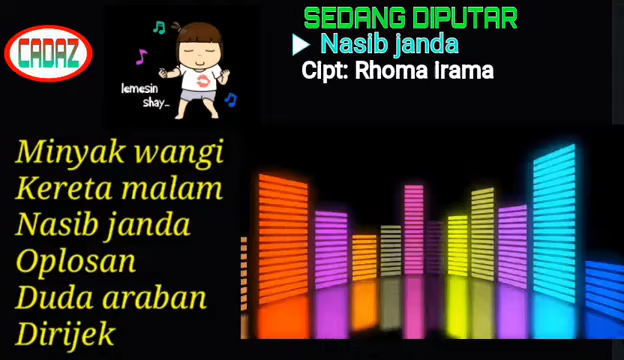 CADAZ
lemesin
shay...
SEDANG DIPUTAR
Nasib janda
Cipt: Rhoma Irama
Minyak wangi
Kereta malam
Nasib janda
Oplosan
Duda araban
Dirijek